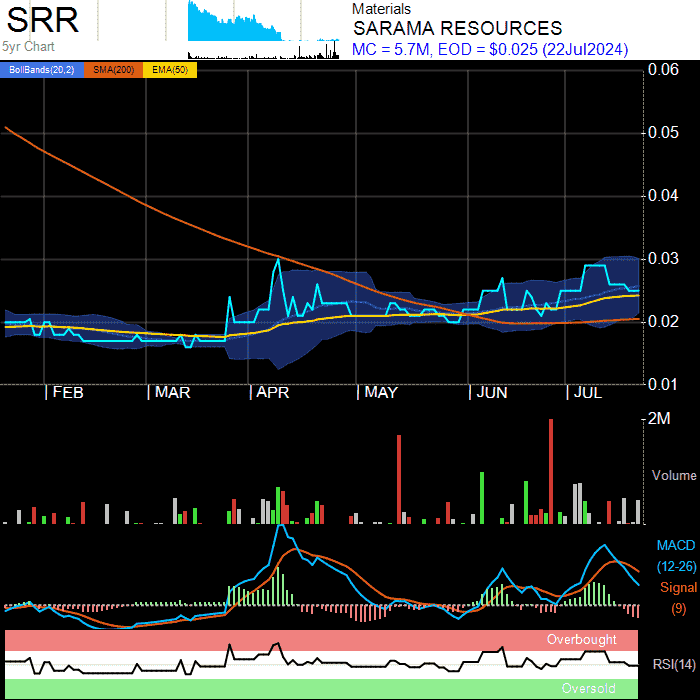 SRR
5yr Chart
Materials
SARAMA RESOURCES
MC = 5.7M, EOD = $0.025 (22Jul2024)
BollBands(20,2) SMA(200) EMA(50)
0.06
0.05
0.04
0.03
0.02
0.01
FEB MAR APR MAY JUN JUL
2M
Volume
MACD
(12-26)
Signal
(9)
Overbought
RSI(14)
Oversold